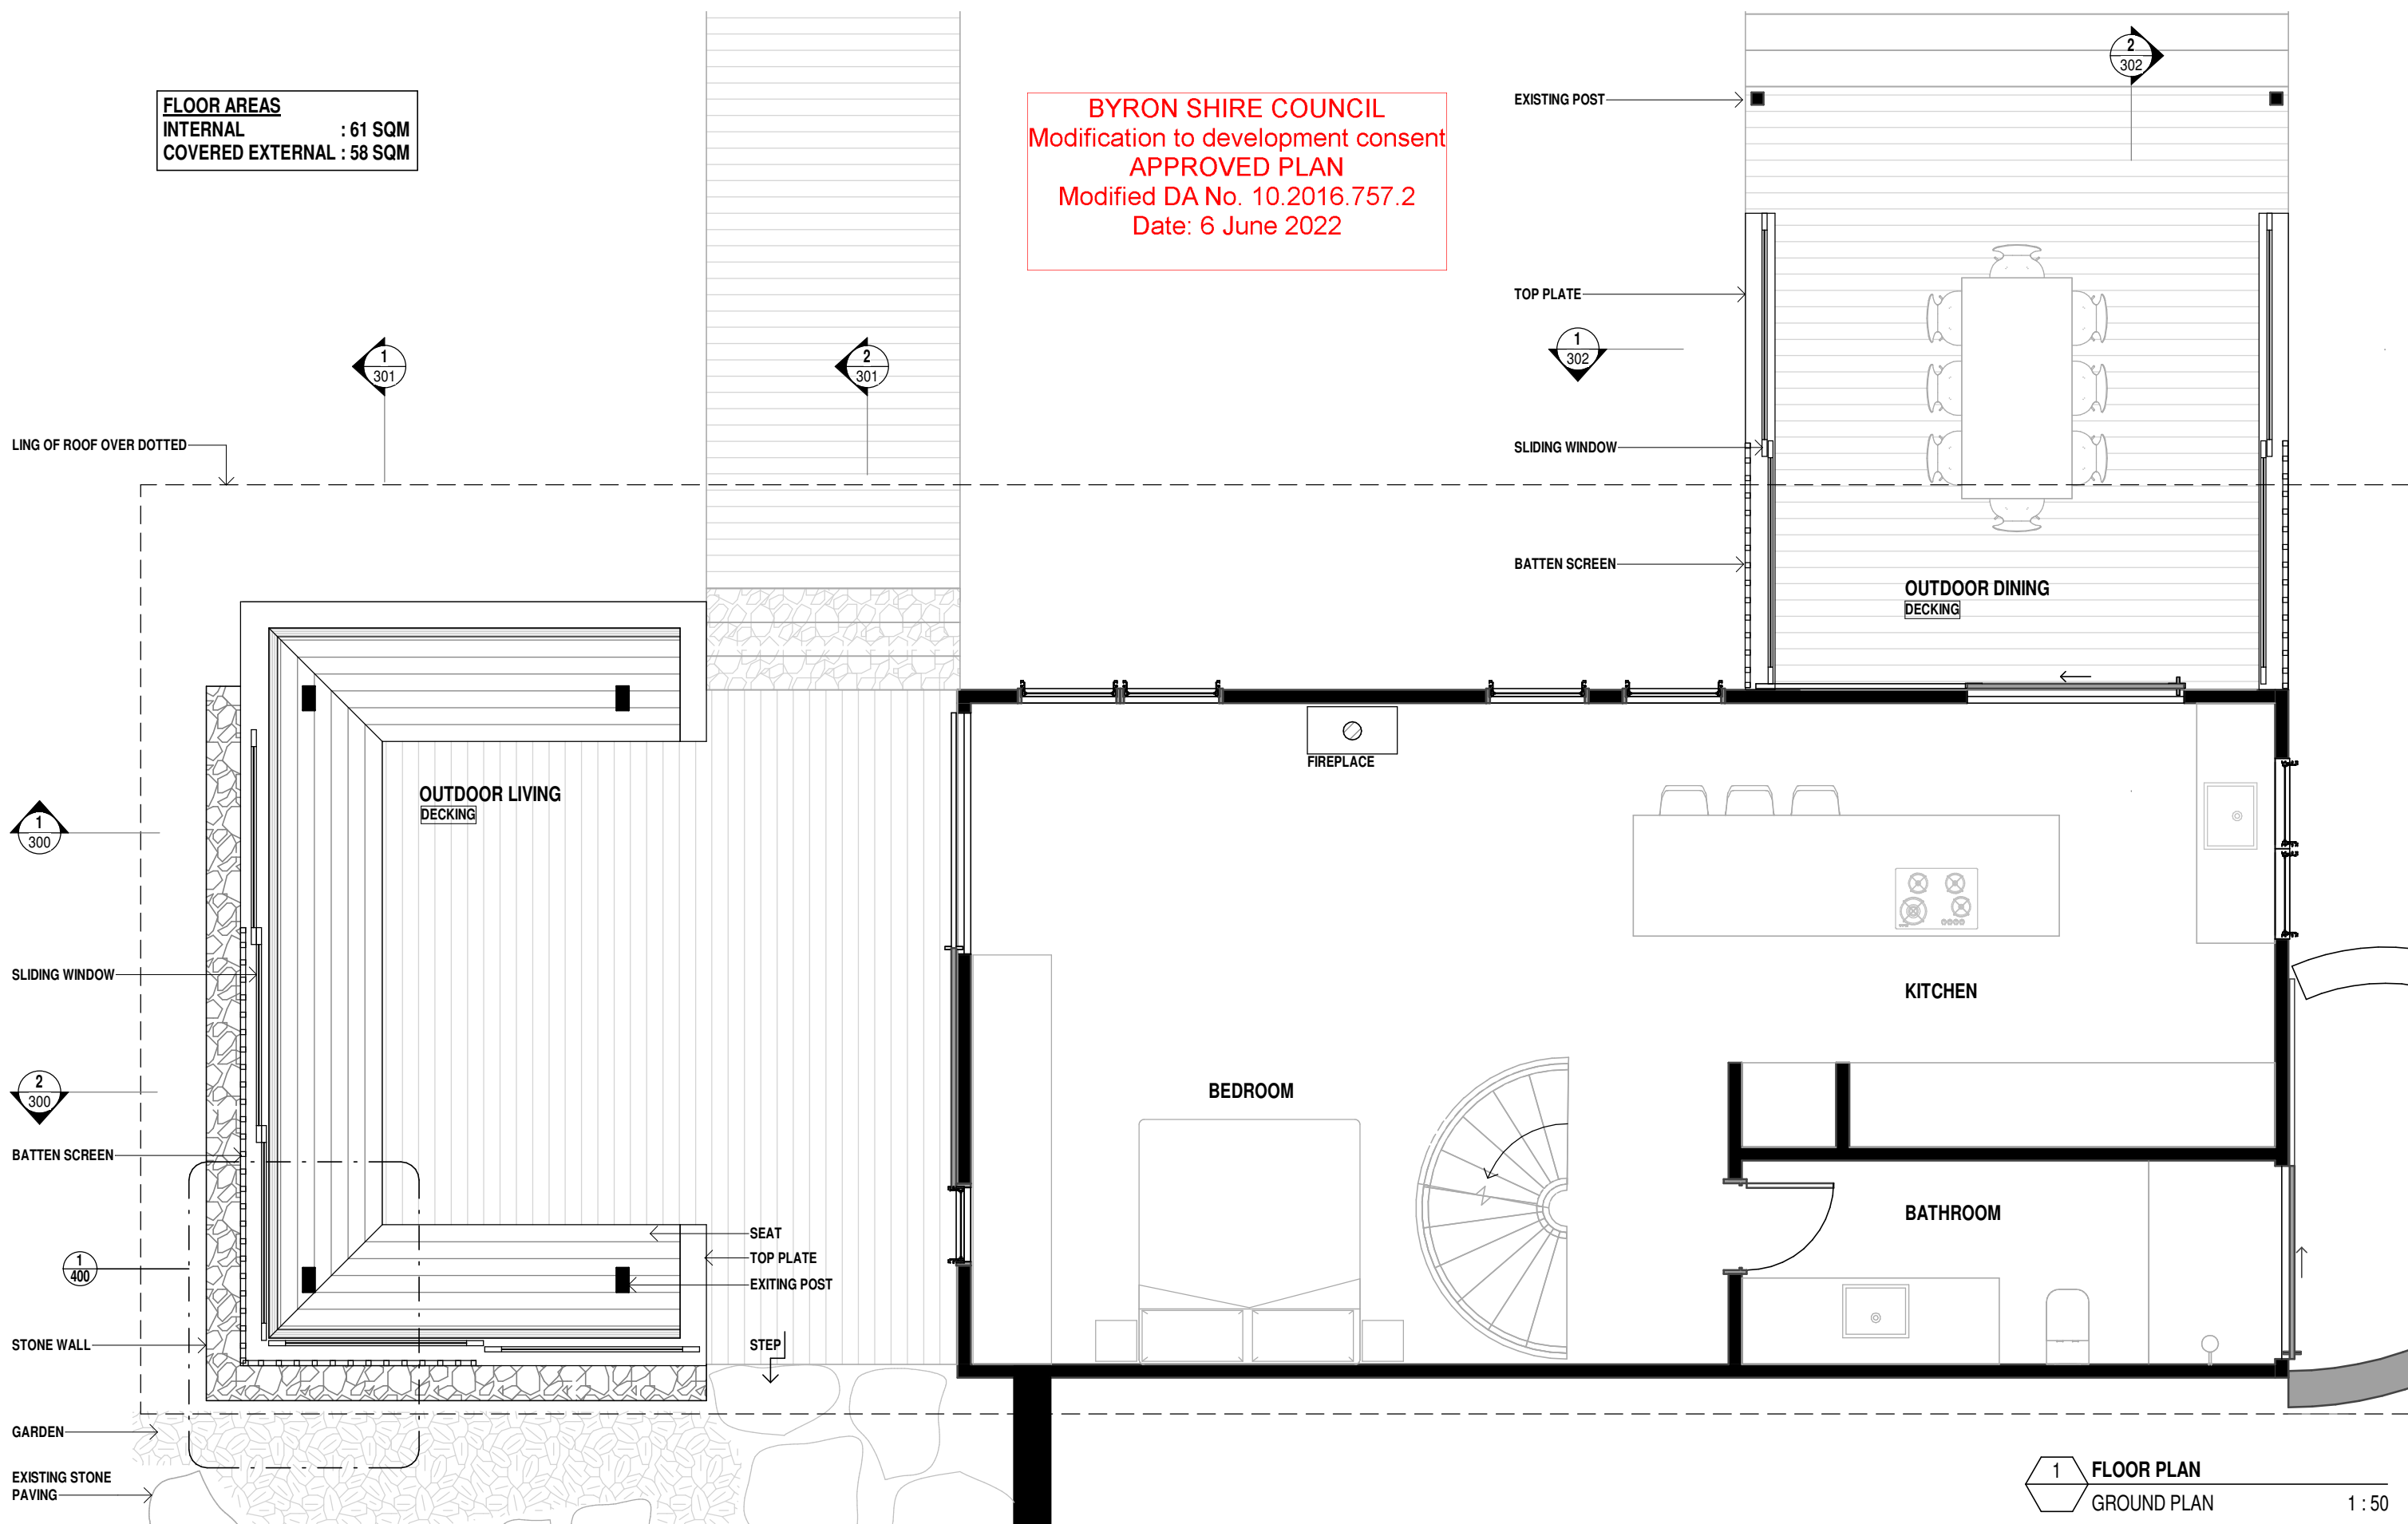 FLOOR AREAS
INTERNAL : 61 SQM
COVERED EXTERNAL : 58 SQM
BYRON SHIRE COUNCIL
Modification to development consent
APPROVED PLAN
Modified DA No. 10.2016.757.2
Date: 6 June 2022
2
302
EXISTING POST
TOP PLATE
1
302
1
301
2
301
LING OF ROOF OVER DOTTED
SLIDING WINDOW
BATTEN SCREEN
OUTDOOR DINING
DECKING
FIREPLACE
OUTDOOR LIVING
DECKING
1
300
SLIDING WINDOW
KITCHEN
2
300
BEDROOM
BATTEN SCREEN
BATHROOM
SEAT
TOP PLATE
EXITING POST
1
400
STONE WALL
STEP
GARDEN
EXISTING STONE
PAVING
1
FLOOR PLAN
GROUND PLAN 1 : 50